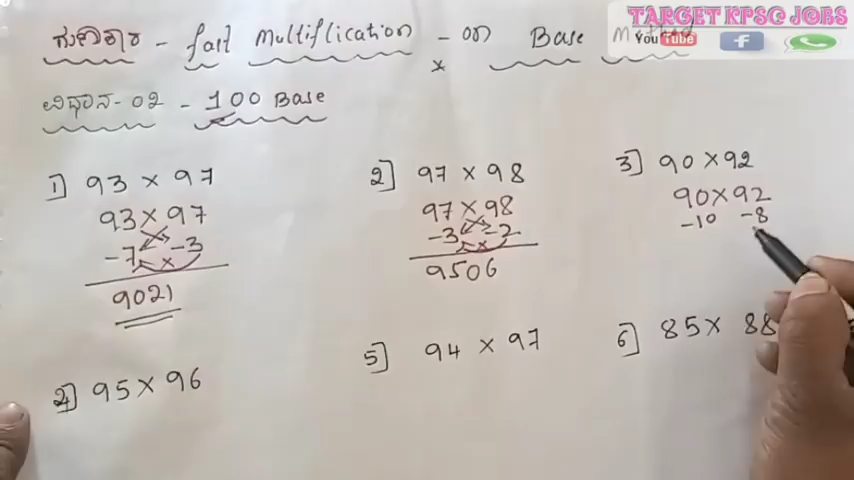 TARGET KPSC JOBS
YouTube
ಗುಣಾಕಾರ - fast Multiflication - ನ Base
×
ವಿಧಾನ-02 - 100 Base
1] 93 × 97
93 × 97
-7 -3
×
9021
2] 97 × 98
97 × 98
-3 -2
×
9506
3] 90 × 92
90 × 92
-10 -8
4] 95 × 96
5] 94 × 97
6] 85 × 88